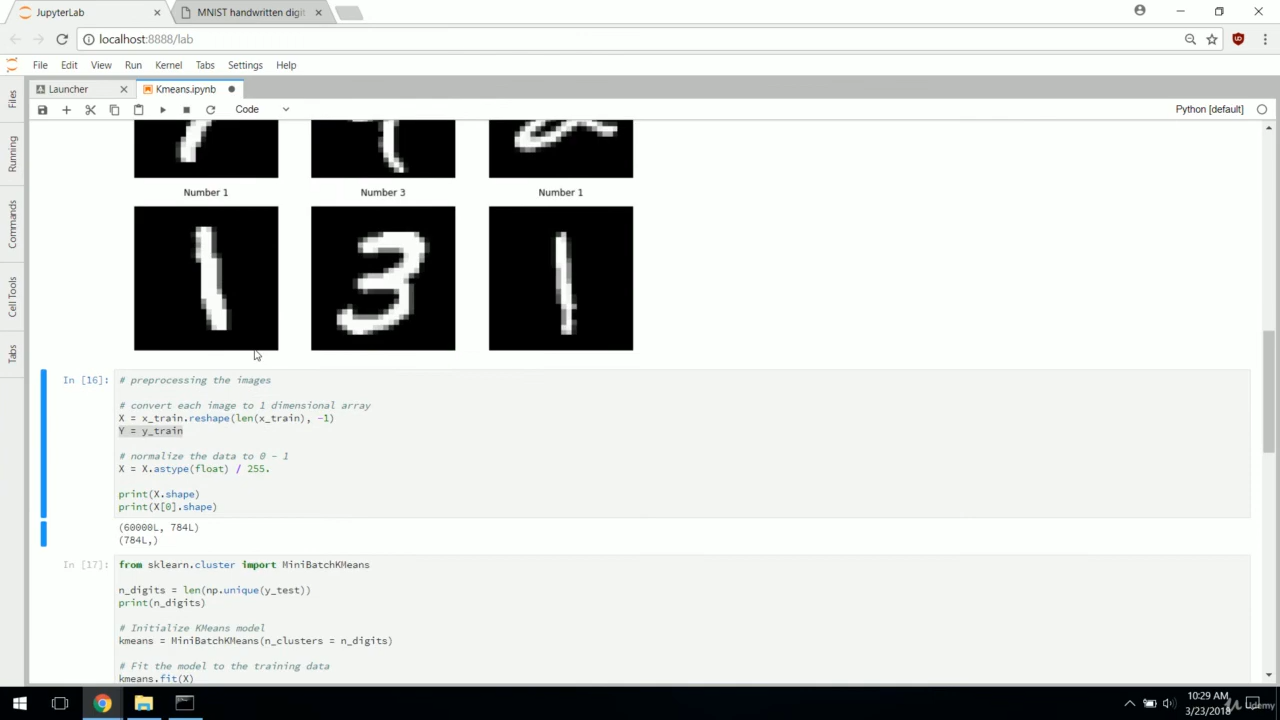 JupyterLab
MNIST handwritten digi
localhost:8888/lab
File Edit View Run Kernel Tabs Settings Help
Launcher
Kmeans.ipynb
Code
Python [default]
Files
Running
Commands
Cell Tools
Tabs
Number 1
Number 3
Number 1
1
3
1
In [16]:
# preprocessing the images
# convert each image to 1 dimensional array
X = x_train.reshape(len(x_train), -1)
Y = y_train
# normalize the data to 0 - 1
X = X.astype(float) / 255.
print(X.shape)
print(X[0].shape)
(60000L, 784L)
(784L,)
In [17]:
from sklearn.cluster import MiniBatchKMeans
n_digits = len(np.unique(y_test))
print(n_digits)
# Initialize KMeans model
kmeans = MiniBatchKMeans(n_clusters = n_digits)
# Fit the model to the training data
kmeans.fit(X)
10:29 AM
3/23/2018
Udemy